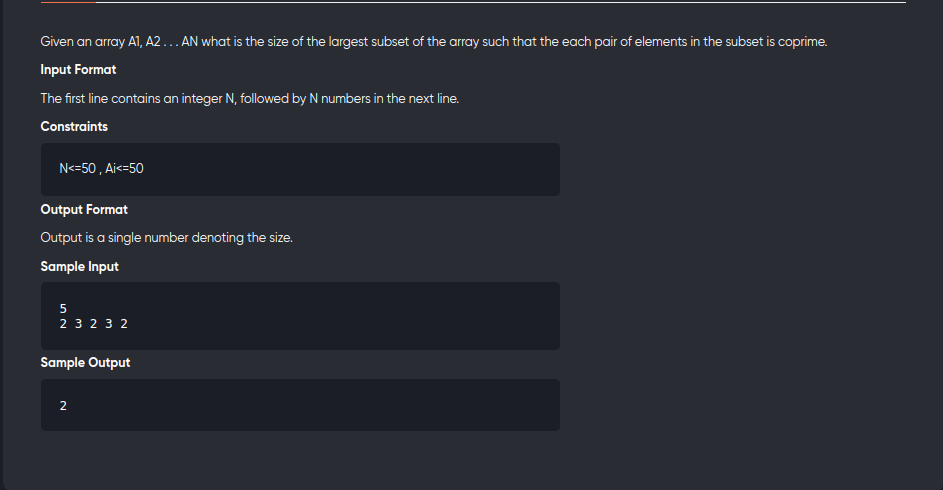 Given an array A1, A2 . . . AN what is the size of the largest subset of the array such that the each pair of elements in the subset is coprime.
Input Format
The first line contains an integer N, followed by N numbers in the next line.
Constraints
N<=50 , Ai<=50
Output Format
Output is a single number denoting the size.
Sample Input
5
2 3 2 3 2
Sample Output
2